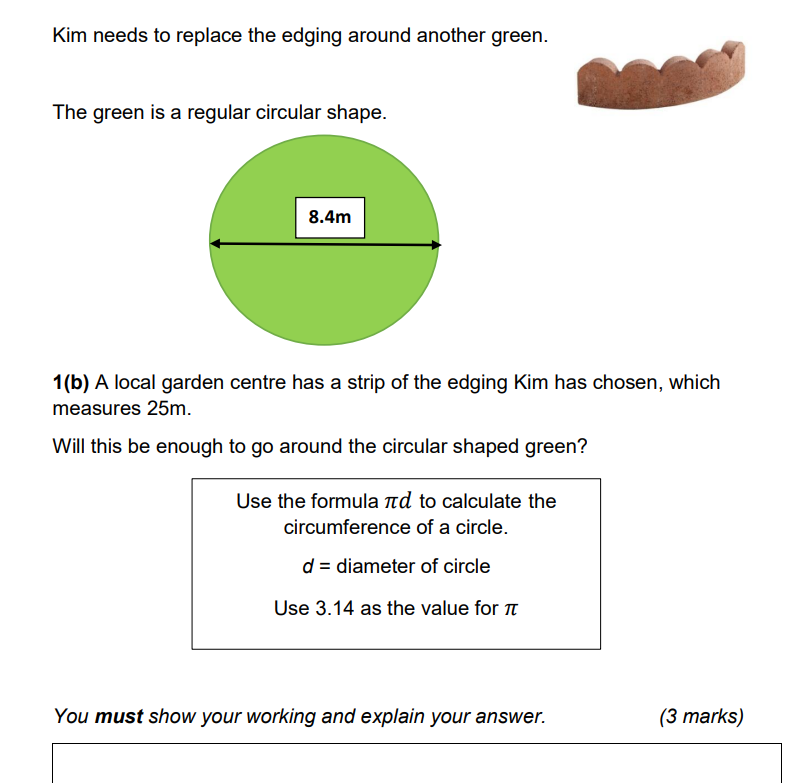 Kim needs to replace the edging around another green.
The green is a regular circular shape.
8.4m
1(b) A local garden centre has a strip of the edging Kim has chosen, which
measures 25m.
Will this be enough to go around the circular shaped green?
Use the formula 𝜋𝑑 to calculate the
circumference of a circle.
d = diameter of circle
Use 3.14 as the value for 𝜋
You must show your working and explain your answer. (3 marks)